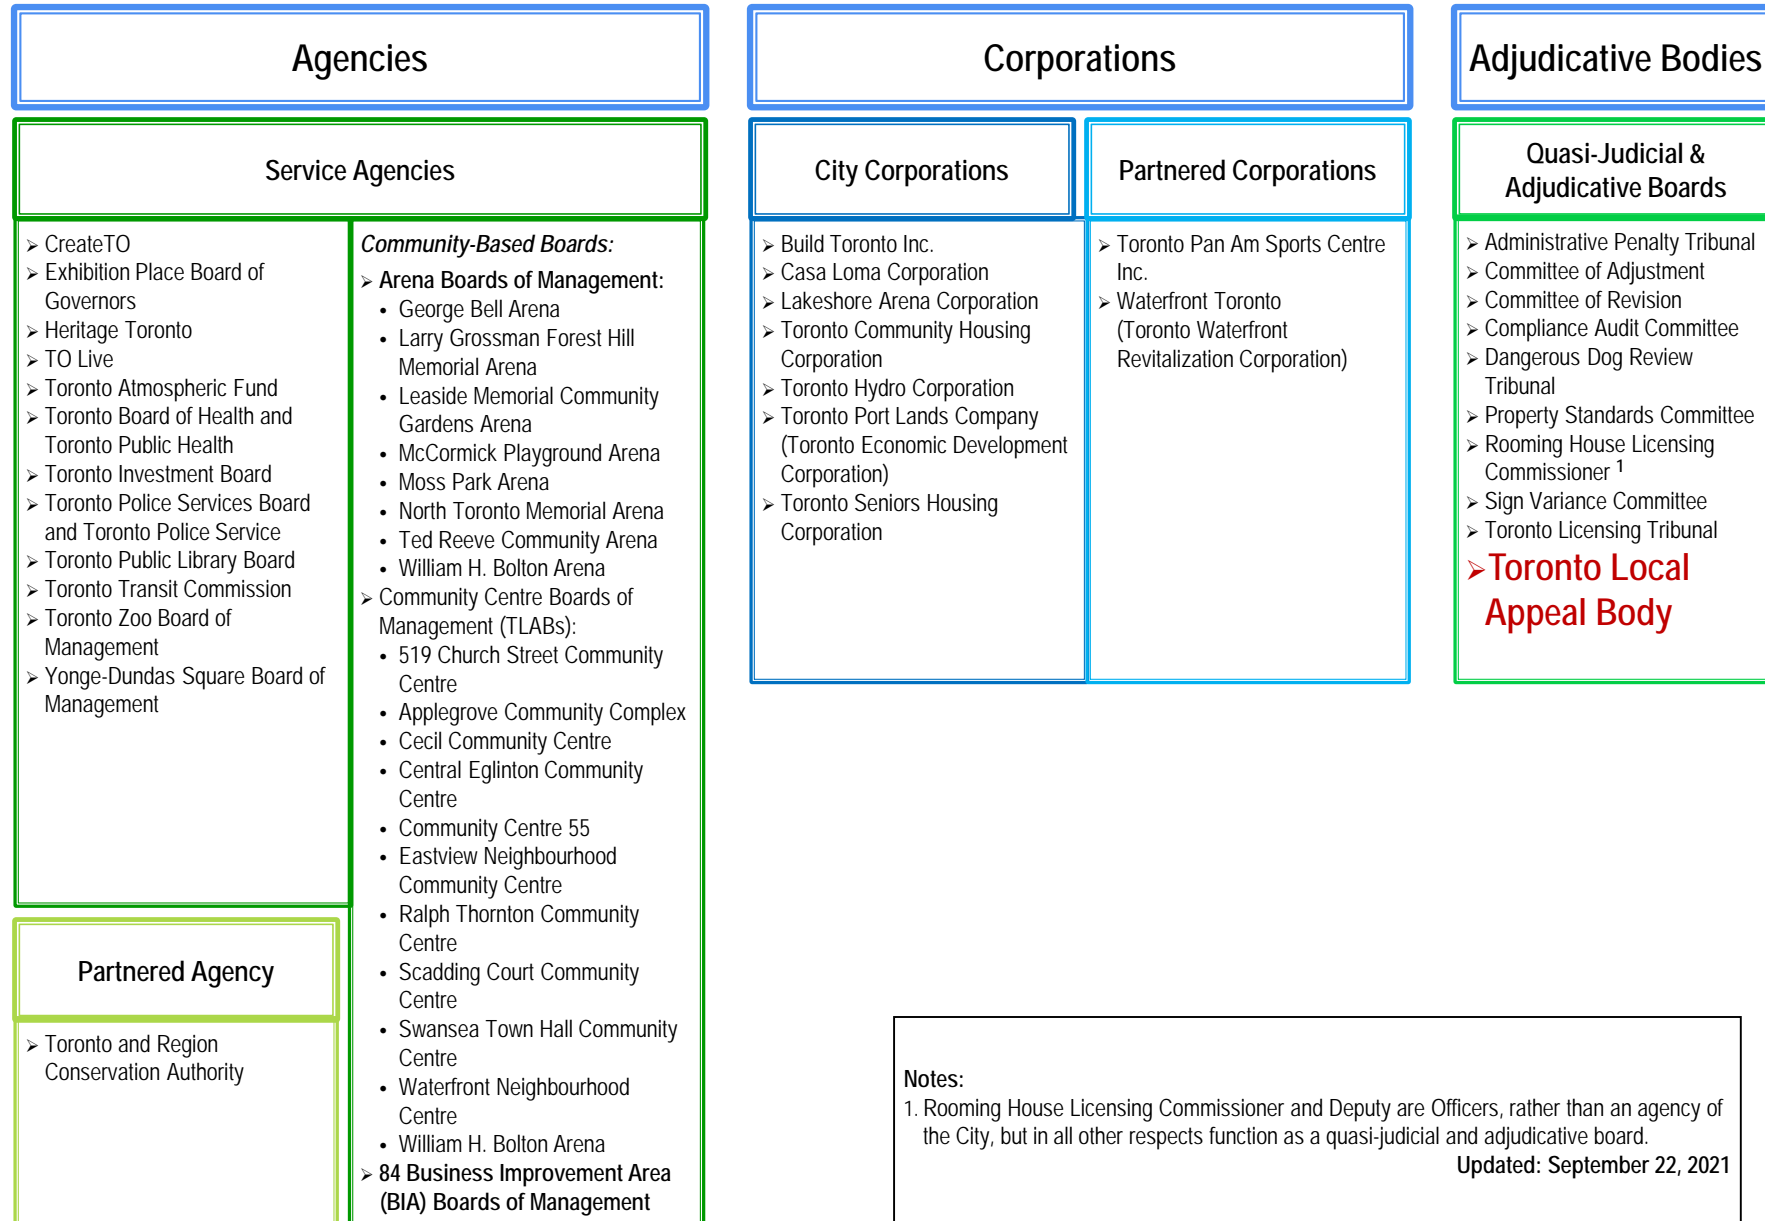 Agencies
Service Agencies
➢ CreateTO
➢ Exhibition Place Board of
Governors
➢ Heritage Toronto
➢ TO Live
➢ Toronto Atmospheric Fund
➢ Toronto Board of Health and
Toronto Public Health
➢ Toronto Investment Board
➢ Toronto Police Services Board
and Toronto Police Service
➢ Toronto Public Library Board
➢ Toronto Transit Commission
➢ Toronto Zoo Board of
Management
➢ Yonge-Dundas Square Board of
Management
Community-Based Boards:
➢ Arena Boards of Management:
• George Bell Arena
• Larry Grossman Forest Hill
Memorial Arena
• Leaside Memorial Community
Gardens Arena
• McCormick Playground Arena
• Moss Park Arena
• North Toronto Memorial Arena
• Ted Reeve Community Arena
• William H. Bolton Arena
➢ Community Centre Boards of
Management (TLABs):
• 519 Church Street Community
Centre
• Applegrove Community Complex
• Cecil Community Centre
• Central Eglinton Community
Centre
• Community Centre 55
• Eastview Neighbourhood
Community Centre
• Ralph Thornton Community
Centre
• Scadding Court Community
Centre
• Swansea Town Hall Community
Centre
• Waterfront Neighbourhood
Centre
• William H. Bolton Arena
➢ 84 Business Improvement Area
(BIA) Boards of Management
Partnered Agency
➢ Toronto and Region
Conservation Authority
Corporations
City Corporations
➢ Build Toronto Inc.
➢ Casa Loma Corporation
➢ Lakeshore Arena Corporation
➢ Toronto Community Housing
Corporation
➢ Toronto Hydro Corporation
➢ Toronto Port Lands Company
(Toronto Economic Development
Corporation)
➢ Toronto Seniors Housing
Corporation
Partnered Corporations
➢ Toronto Pan Am Sports Centre
Inc.
➢ Waterfront Toronto
(Toronto Waterfront
Revitalization Corporation)
Adjudicative Bodies
Quasi-Judicial &
Adjudicative Boards
➢ Administrative Penalty Tribunal
➢ Committee of Adjustment
➢ Committee of Revision
➢ Compliance Audit Committee
➢ Dangerous Dog Review
Tribunal
➢ Property Standards Committee
➢ Rooming House Licensing
Commissioner 1
➢ Sign Variance Committee
➢ Toronto Licensing Tribunal
➢Toronto Local
Appeal Body
Notes:
1. Rooming House Licensing Commissioner and Deputy are Officers, rather than an agency of
the City, but in all other respects function as a quasi-judicial and adjudicative board.
Updated: September 22, 2021